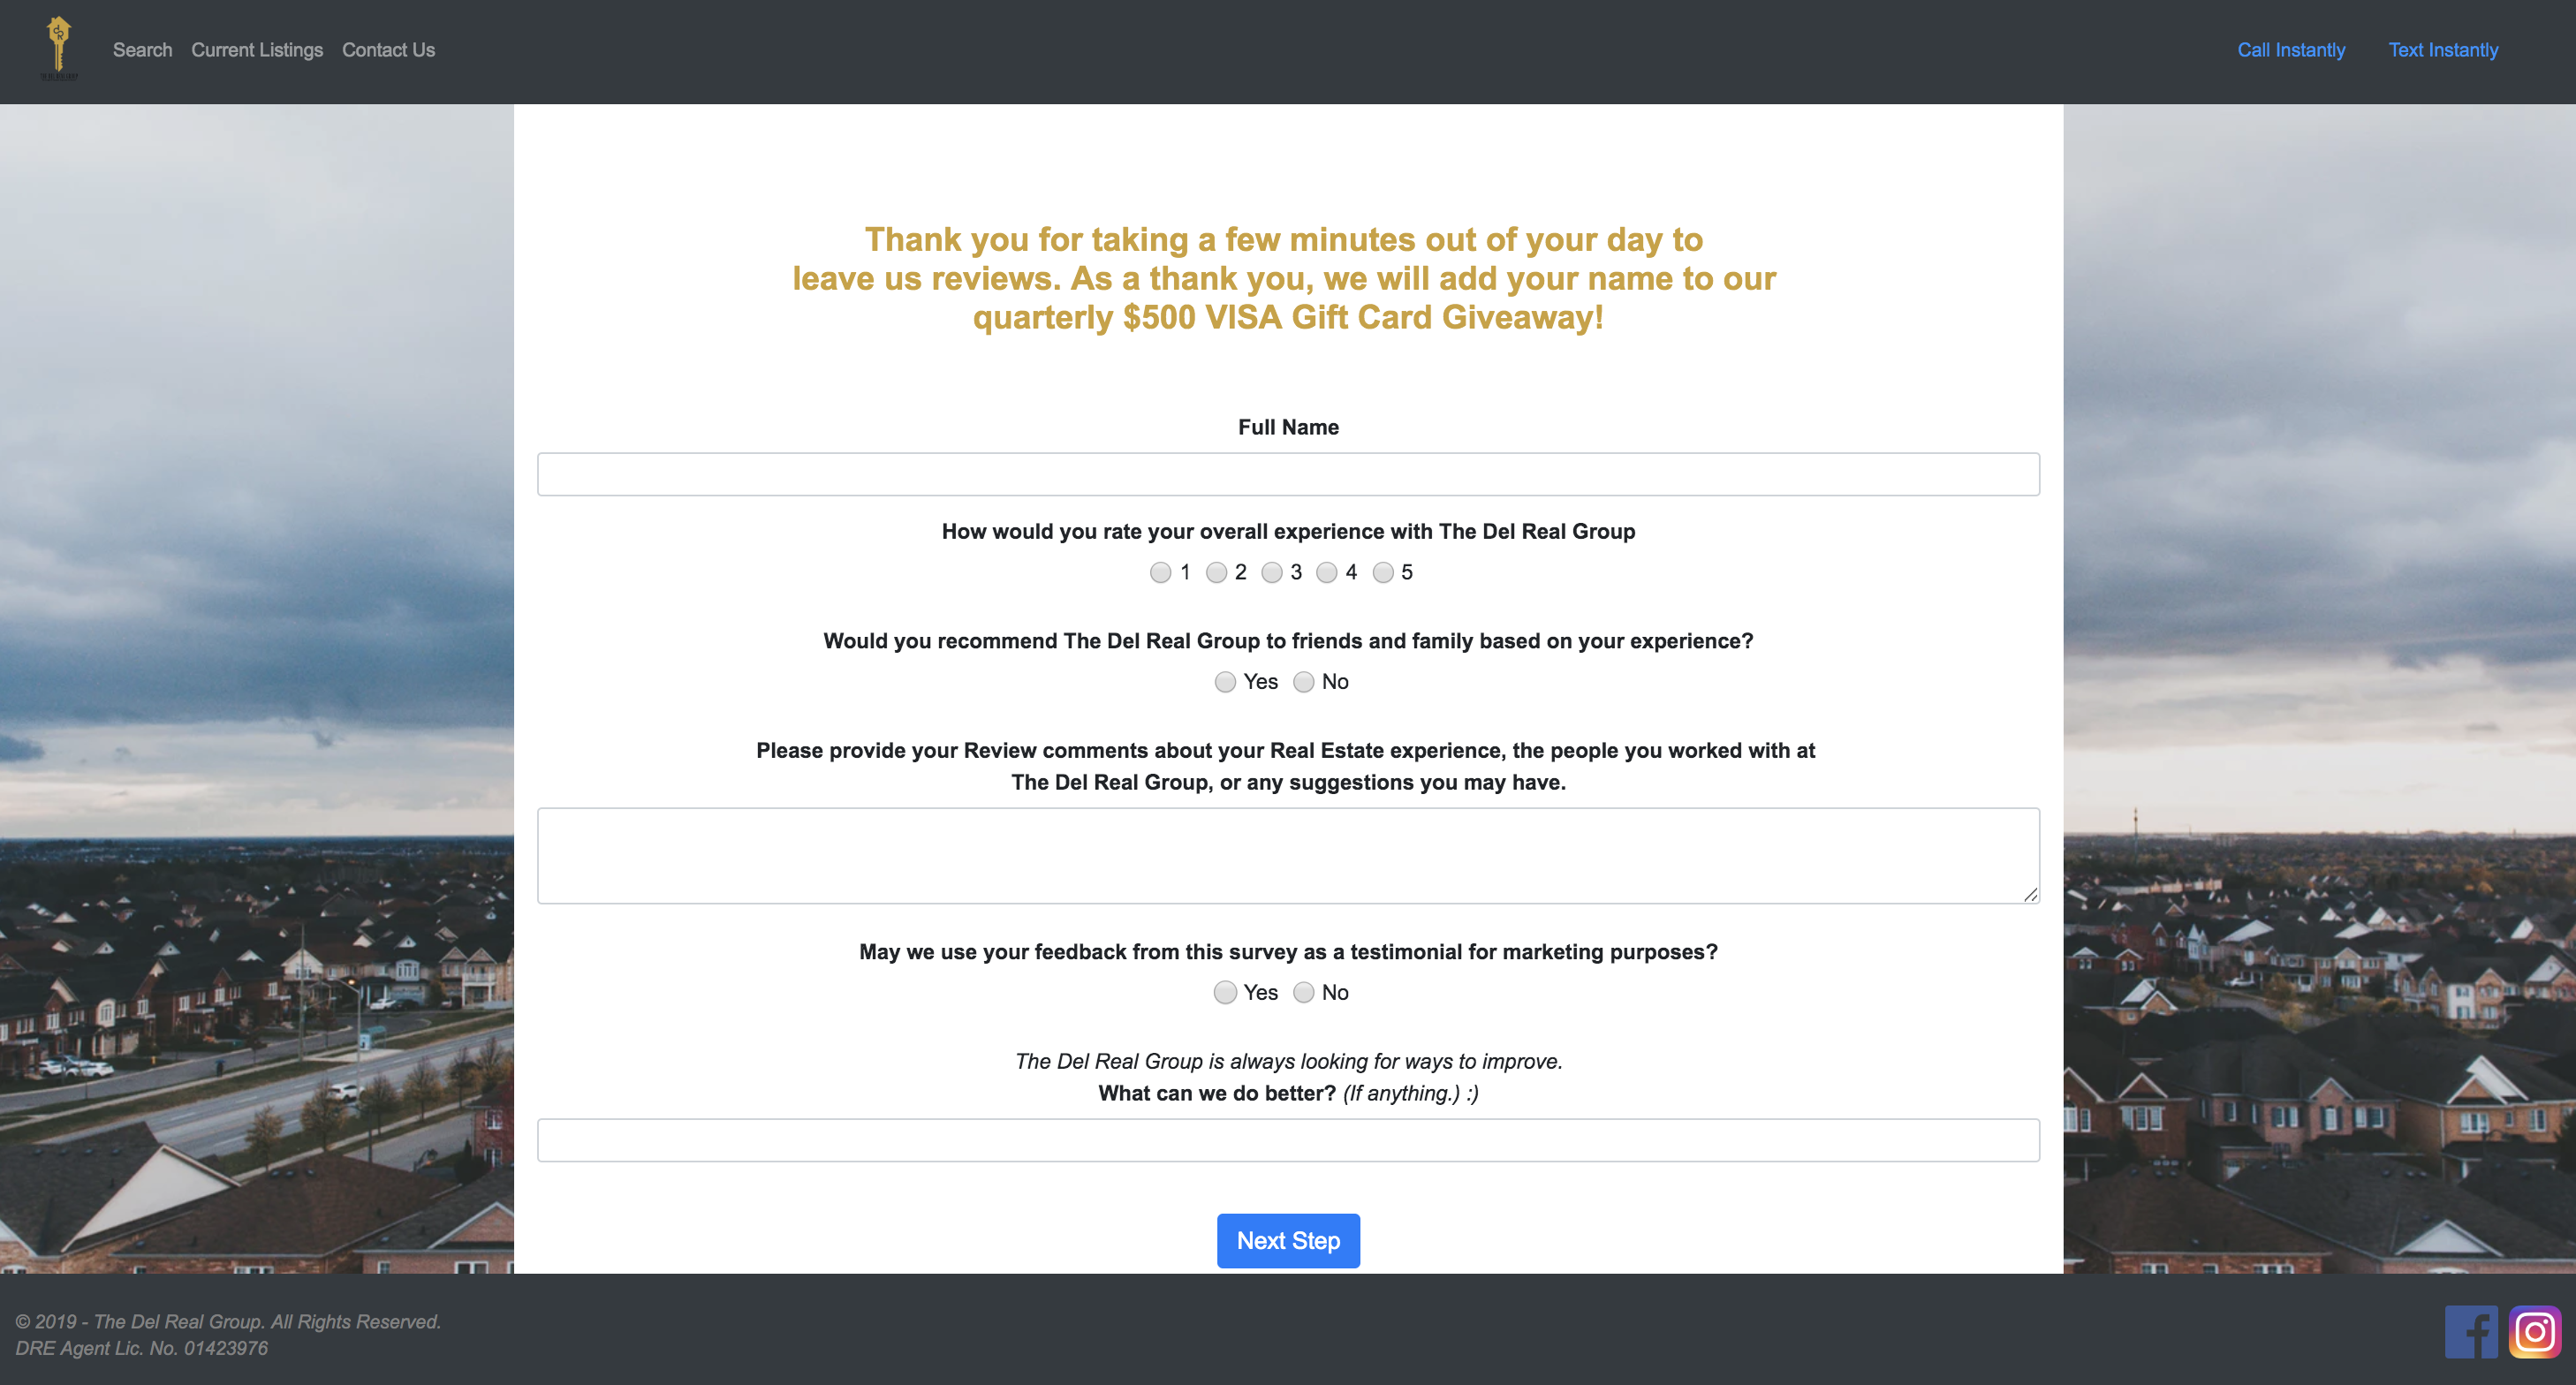 Search Current Listings Contact Us
Call Instantly Text Instantly
Thank you for taking a few minutes out of your day to
leave us reviews. As a thank you, we will add your name to our
quarterly $500 VISA Gift Card Giveaway!
Full Name
How would you rate your overall experience with The Del Real Group
1 2 3 4 5
Would you recommend The Del Real Group to friends and family based on your experience?
Yes No
Please provide your Review comments about your Real Estate experience, the people you worked with at
The Del Real Group, or any suggestions you may have.
May we use your feedback from this survey as a testimonial for marketing purposes?
Yes No
The Del Real Group is always looking for ways to improve.
What can we do better? (If anything.) :)
Next Step
© 2019 - The Del Real Group. All Rights Reserved.
DRE Agent Lic. No. 01423976